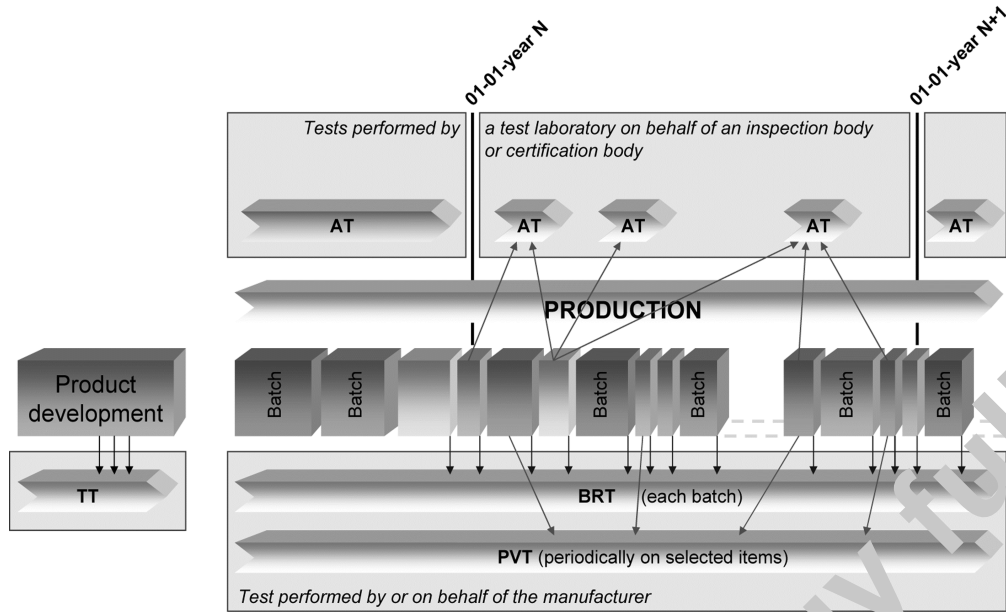 01-01-year N
01-01-year N+1
Tests performed by
a test laboratory on behalf of an inspection body
or certification body
AT
AT
AT
AT
AT
PRODUCTION
Product
development
Batch
Batch
Batch
Batch
Batch
Batch
TT
BRT (each batch)
PVT (periodically on selected items)
Test performed by or on behalf of the manufacturer